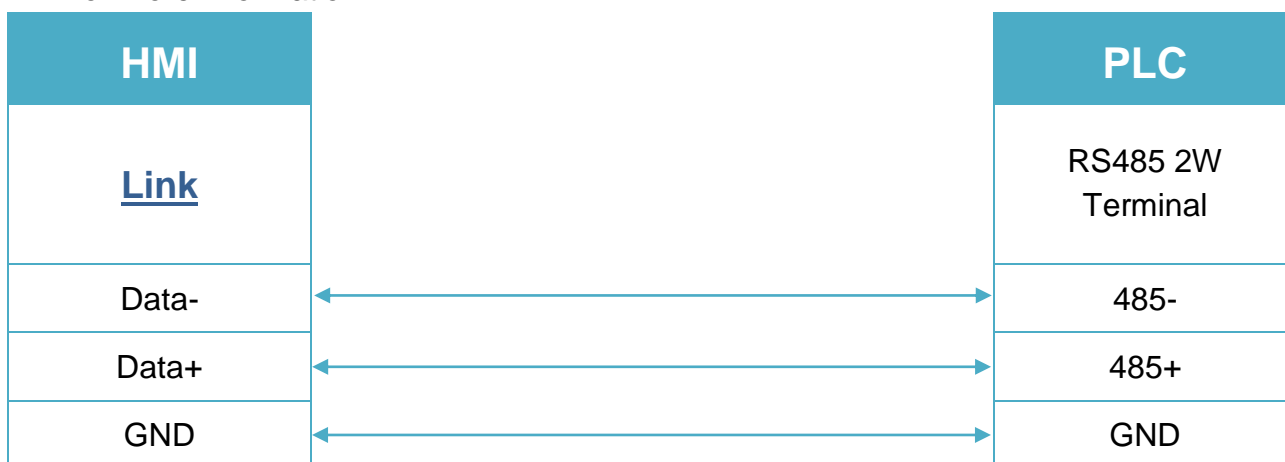 HMI PLC
Link RS485 2W
Terminal
Data- 485-
Data+ 485+
GND GND